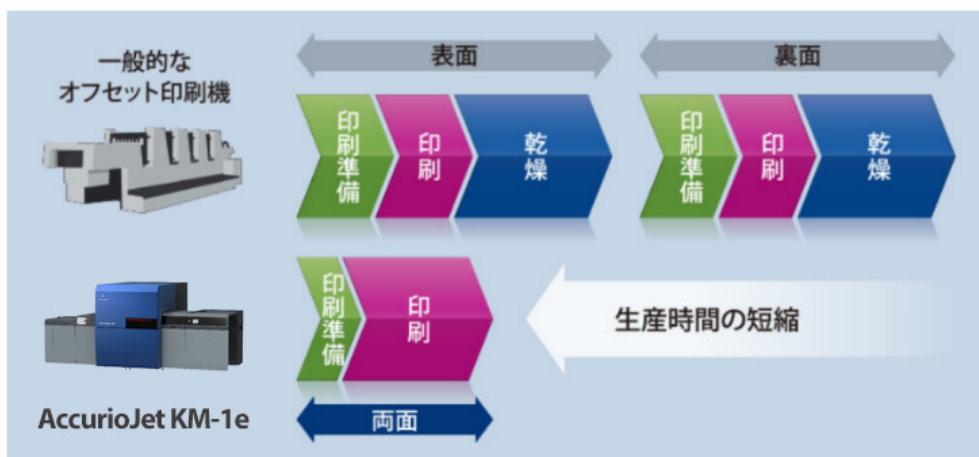 一般的な
オフセット印刷機
表面
裏面
印刷準備
印刷
乾燥
印刷準備
印刷
乾燥
AccurioJet KM-1e
印刷準備
印刷
両面
生産時間の短縮